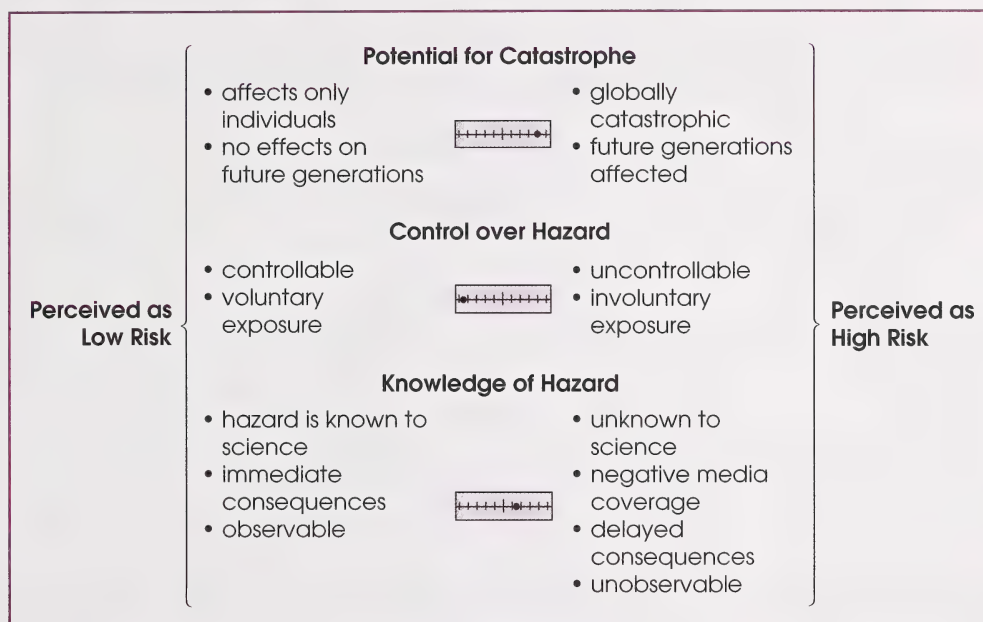 Potential for Catastrophe
• affects only
individuals
• no effects on
future generations
• globally
catastrophic
• future generations
affected
Control over Hazard
• controllable
• voluntary
exposure
• uncontrollable
• involuntary
exposure
Perceived as
Low Risk
Perceived as
High Risk
Knowledge of Hazard
• hazard is known to
science
• immediate
consequences
• observable
• unknown to
science
• negative media
coverage
• delayed
consequences
• unobservable